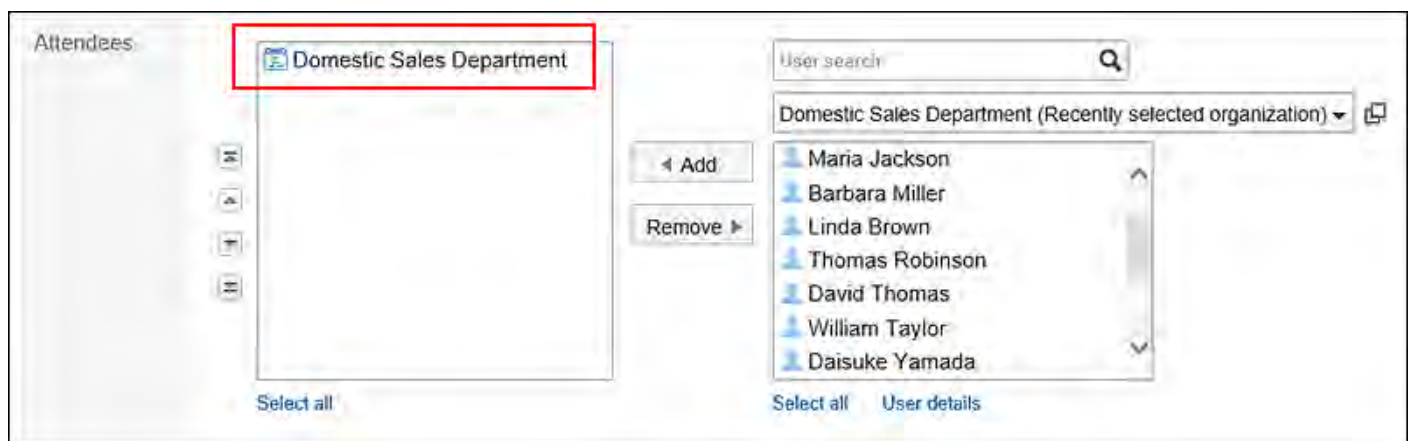 Attendees
Domestic Sales Department
User search
Domestic Sales Department (Recently selected organization)
Add
Remove
Maria Jackson
Barbara Miller
Linda Brown
Thomas Robinson
David Thomas
William Taylor
Daisuke Yamada
Select all
Select all User details